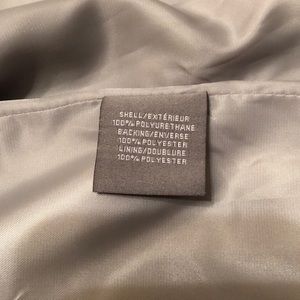 SHELL/EXTÉRIEUR
100% POLYURETHANE
BACKING/ENVERSE
100% POLYESTER
LINING/DOUBLURE
100% POLYESTER